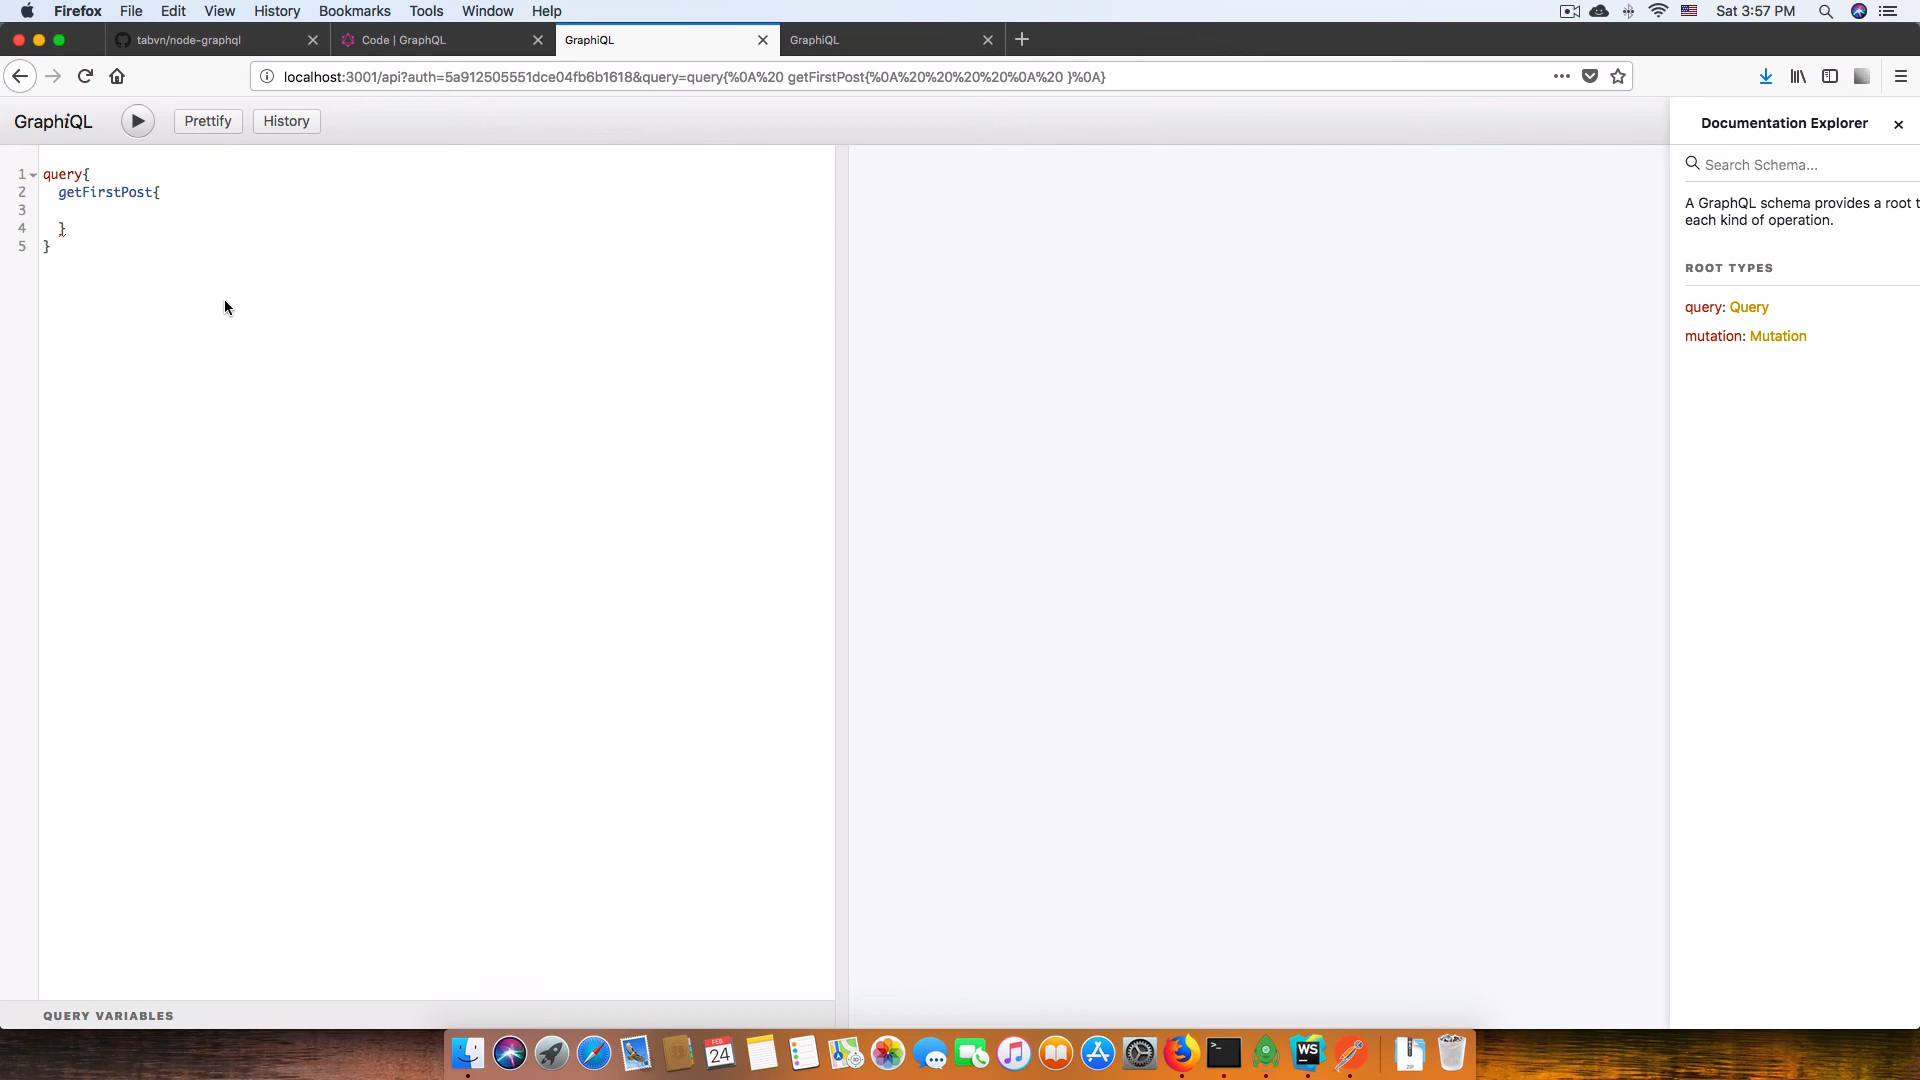 Firefox File Edit View History Bookmarks Tools Window Help Sat 3:57 PM
tabvn/node-graphql Code | GraphQL GraphiQL GraphiQL
localhost:3001/api?auth=5a912505551dce04fb6b1618&query=query{%0A%20 getFirstPost{%0A%20%20%20%20%0A%20 }%0A}
GraphiQL Prettify History Documentation Explorer
Search Schema...
1 query{
2 getFirstPost{
3
4 }
5 }
A GraphQL schema provides a root t
each kind of operation.
ROOT TYPES
query: Query
mutation: Mutation
QUERY VARIABLES
FEB
24
WS
ZIP